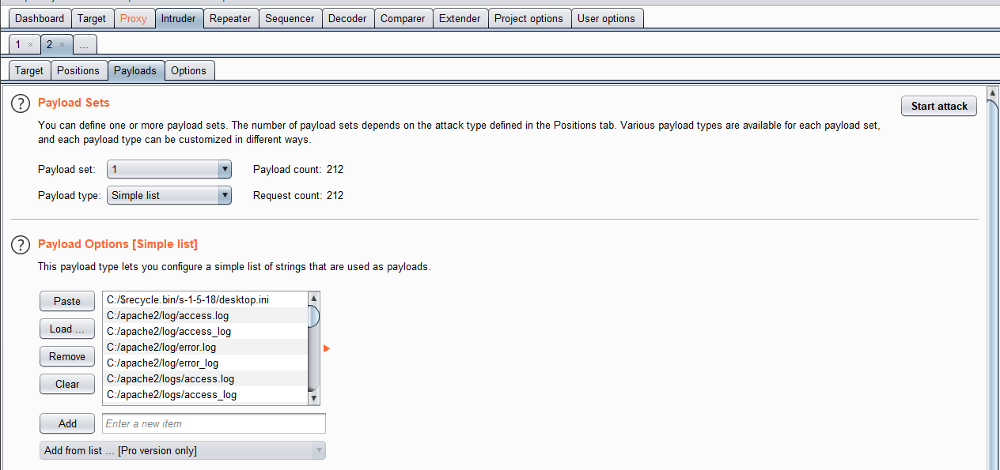 Dashboard Target Proxy Intruder Repeater Sequencer Decoder Comparer Extender Project options User options
1 × 2 × ...
Target Positions Payloads Options
? Payload Sets
Start attack
You can define one or more payload sets. The number of payload sets depends on the attack type defined in the Positions tab. Various payload types are available for each payload set,
and each payload type can be customized in different ways.
Payload set: 1 Payload count: 212
Payload type: Simple list Request count: 212
? Payload Options [Simple list]
This payload type lets you configure a simple list of strings that are used as payloads.
Paste
Load ...
Remove
Clear
C:/$recycle.bin/s-1-5-18/desktop.ini
C:/apache2/log/access.log
C:/apache2/log/access_log
C:/apache2/log/error.log
C:/apache2/log/error_log
C:/apache2/logs/access.log
C:/apache2/logs/access_log
Add Enter a new item
Add from list ... [Pro version only]